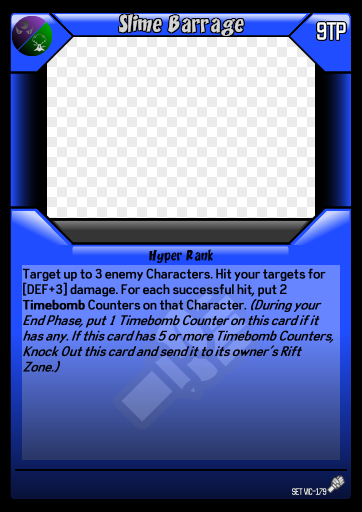 Slime Barrage
9TP
Hyper Rank
Target up to 3 enemy Characters. Hit your targets for
[DEF+3] damage. For each successful hit, put 2
Timebomb Counters on that Character. (During your
End Phase, put 1 Timebomb Counter on this card if it
has any. If this card has 5 or more Timebomb Counters,
Knock Out this card and send it to its owner's Rift
Zone.)
SET VIC-179